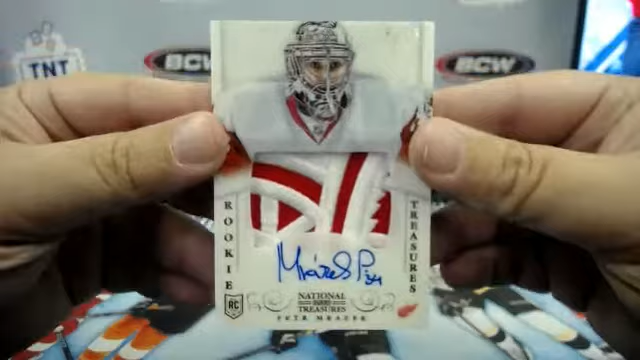 TNT
BCW
BCW
ROOKIE
TREASURES
RC
NATIONAL
TREASURES
PETR MRAZEK